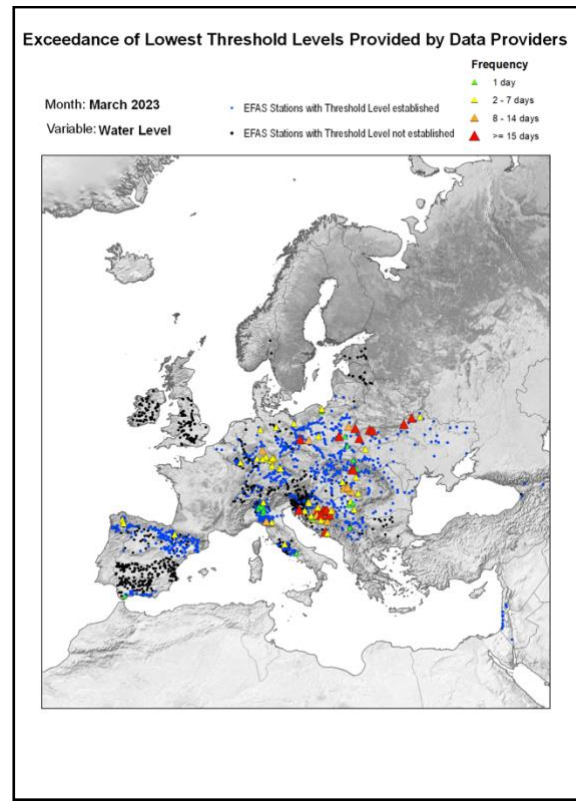 Exceedance of Lowest Threshold Levels Provided by Data Providers
Frequency
1 day
2 - 7 days
8 - 14 days
>= 15 days
Month: March 2023
Variable: Water Level
EFAS Stations with Threshold Level established
EFAS Stations with Threshold Level not established